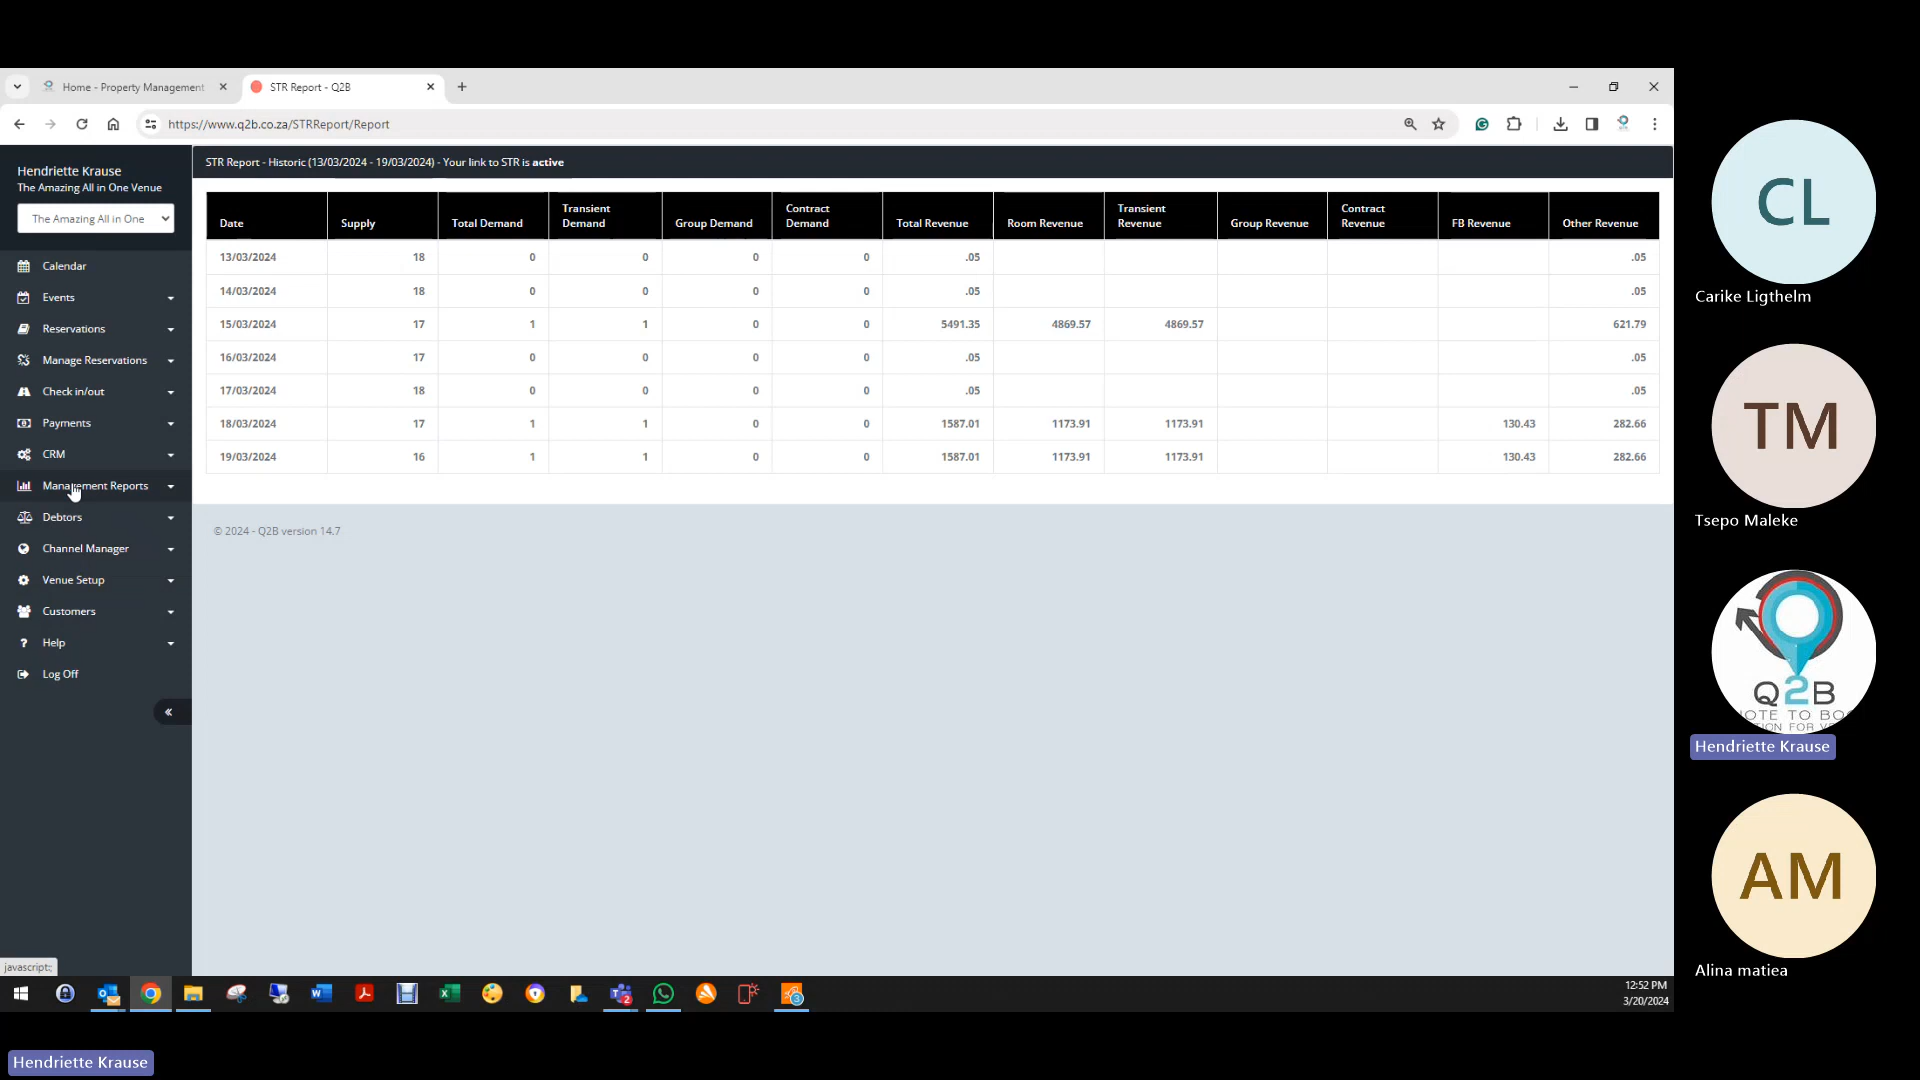 Home - Property Management
STR Report - Q2B
https://www.q2b.co.za/STRReport/Report
Hendriette Krause
The Amazing All in One Venue
The Amazing All in One
Calendar
Events
Reservations
Manage Reservations
Check in/out
Payments
CRM
Management Reports
Debtors
Channel Manager
Venue Setup
Customers
Help
Log Off
javascript:;
STR Report - Historic (13/03/2024 - 19/03/2024) - Your link to STR is active
Date Supply Total Demand Transient Demand Group Demand Contract Demand Total Revenue Room Revenue Transient Revenue Group Revenue Contract Revenue FB Revenue Other Revenue
13/03/2024 18 0 0 0 0 .05 .05
14/03/2024 18 0 0 0 0 .05 .05
15/03/2024 17 1 1 0 0 5491.35 4869.57 4869.57 621.79
16/03/2024 17 0 0 0 0 .05 .05
17/03/2024 18 0 0 0 0 .05 .05
18/03/2024 17 1 1 0 0 1587.01 1173.91 1173.91 130.43 282.66
19/03/2024 16 1 1 0 0 1587.01 1173.91 1173.91 130.43 282.66
© 2024 - Q2B version 14.7
12:52 PM
3/20/2024
CL
Carike Ligthelm
TM
Tsepo Maleke
Q2B
Hendriette Krause
AM
Alina matiea
Hendriette Krause